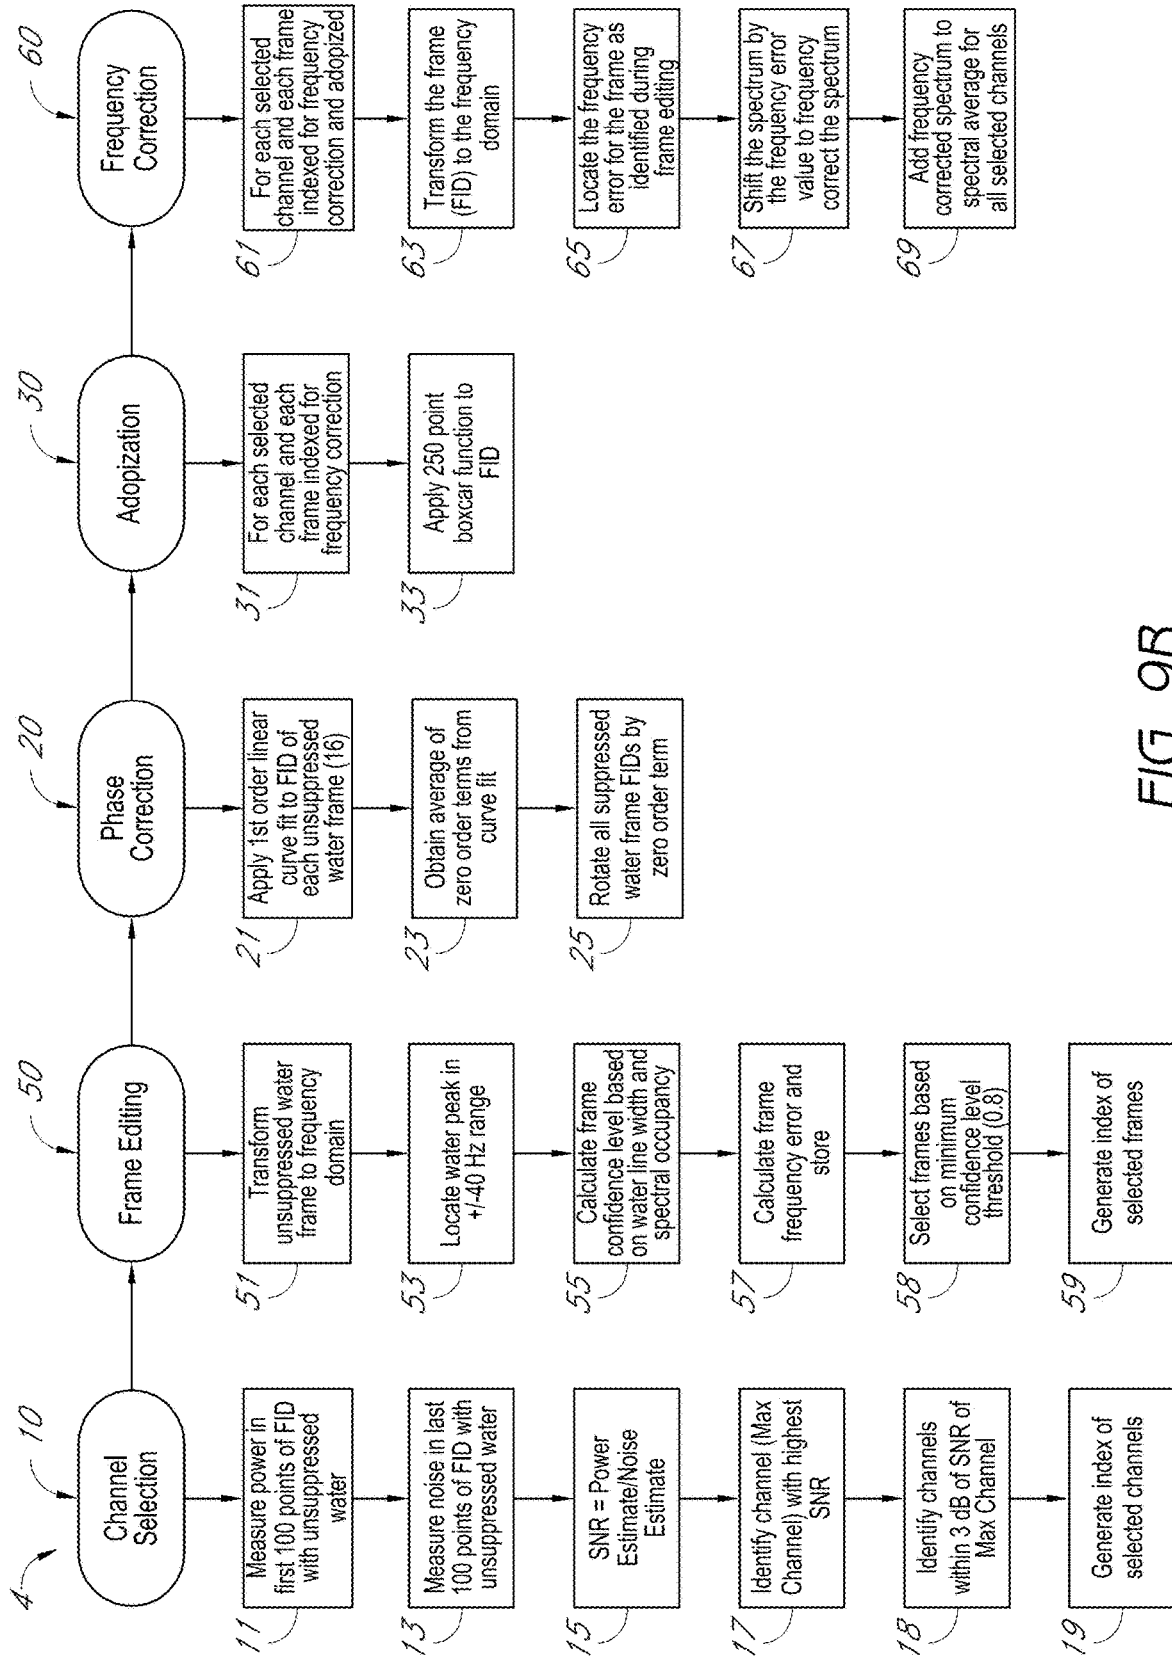 4
10
Channel
Selection
11
Measure power in
first 100 points of FID
with unsuppressed
water
13
Measure noise in last
100 points of FID with
unsuppressed water
15
SNR = Power
Estimate/Noise
Estimate
17
Identify channel (Max
Channel) with highest
SNR
18
Identify channels
within 3 dB of SNR of
Max Channel
19
Generate index of
selected channels
50
Frame Editing
51
Transform
unsuppressed water
frame to frequency
domain
53
Locate water peak in
+/-40 Hz range
55
Calculate frame
confidence level based
on water line width and
spectral occupancy
57
Calculate frame
frequency error and
store
58
Select frames based
on minimum
confidence level
threshold (0.8)
59
Generate index of
selected frames
20
Phase
Correction
21
Apply 1st order linear
curve fit to FID of
each unsuppressed
water frame (16)
23
Obtain average of
zero order terms from
curve fit
25
Rotate all suppressed
water frame FIDs by
zero order term
30
Adopization
31
For each selected
channel and each
frame indexed for
frequency correction
33
Apply 250 point
boxcar function to
FID
60
Frequency
Correction
61
For each selected
channel and each frame
indexed for frequency
correction and adopized
63
Transform the frame
(FID) to the frequency
domain
65
Locate the frequency
error for the frame as
identified during
frame editing
67
Shift the spectrum by
the frequency error
value to frequency
correct the spectrum
69
Add frequency
corrected spectrum to
spectral average for
all selected channels
FIG. 9B